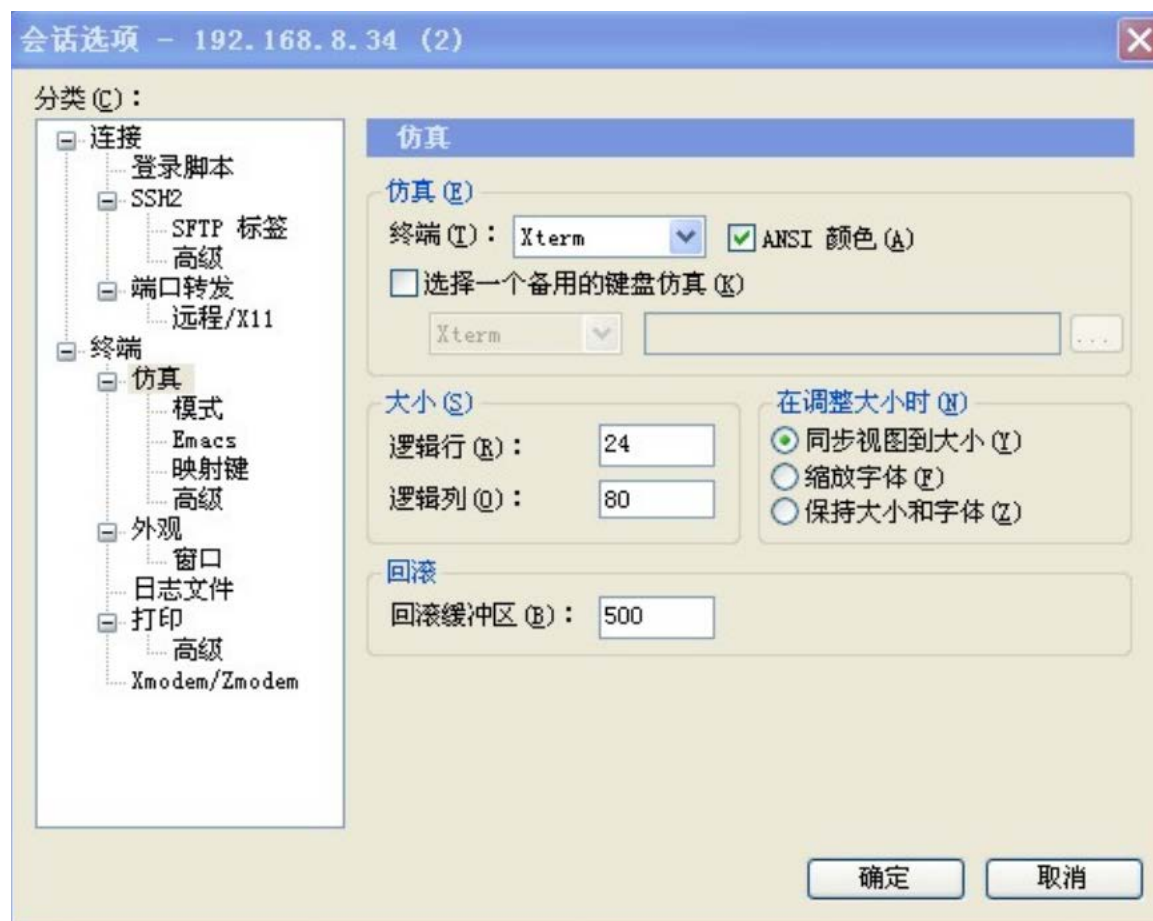 会话选项 - 192.168.8.34 (2)
分类(C)：
连接
登录脚本
SSH2
SFTP 标签
高级
端口转发
远程/X11
终端
仿真
模式
Emacs
映射键
高级
外观
窗口
日志文件
打印
高级
Xmodem/Zmodem
仿真
仿真(E)
终端(T)： Xterm ANSI 颜色(A)
选择一个备用的键盘仿真(K)
Xterm ...
大小(S)
逻辑行(R)： 24
逻辑列(O)： 80
在调整大小时(N)
同步视图到大小(Y)
缩放字体(F)
保持大小和字体(Z)
回滚
回滚缓冲区(B)： 500
确定 取消